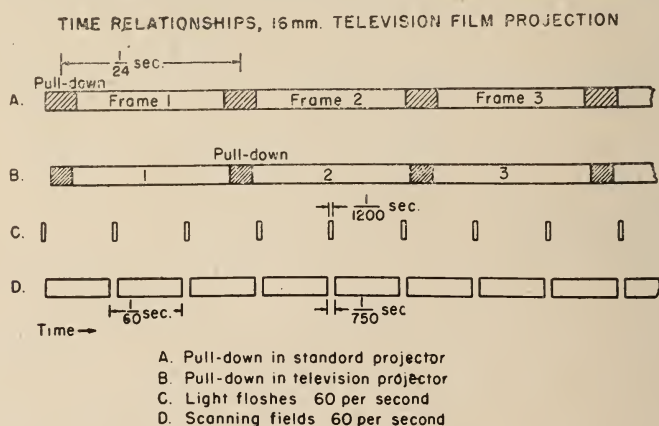 TIME RELATIONSHIPS, 16mm. TELEVISION FILM PROJECTION
1/24 sec.
Pull-down
A. Frame 1 Frame 2 Frame 3
Pull-down
B. 1 2 3
1/1200 sec.
C.
D.
1/60 sec. 1/750 sec
Time →
A. Pull-down in standard projector
B. Pull-down in television projector
C. Light flashes 60 per second
D. Scanning fields 60 per second